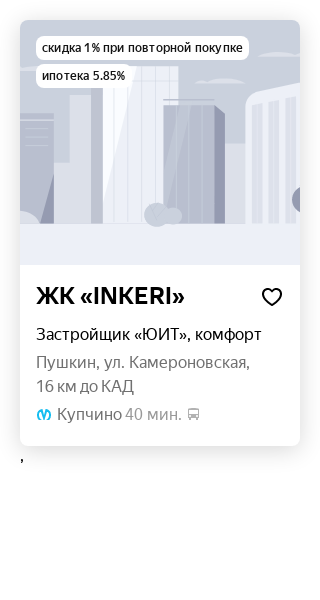 скидка 1% при повторной покупке
ипотека 5.85%
ЖК «INKERI»
Застройщик «ЮИТ», комфорт
Пушкин, ул. Камероновская,
16 км до КАД
Купчино 40 мин.
,